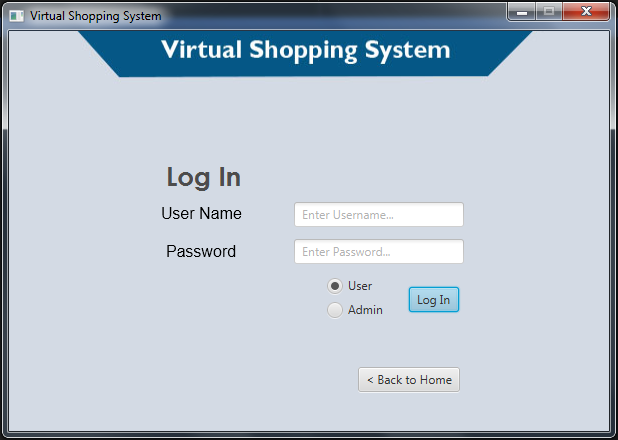 Virtual Shopping System
Virtual Shopping System
Log In
User Name
Enter Username...
Password
Enter Password...
User
Log In
Admin
< Back to Home